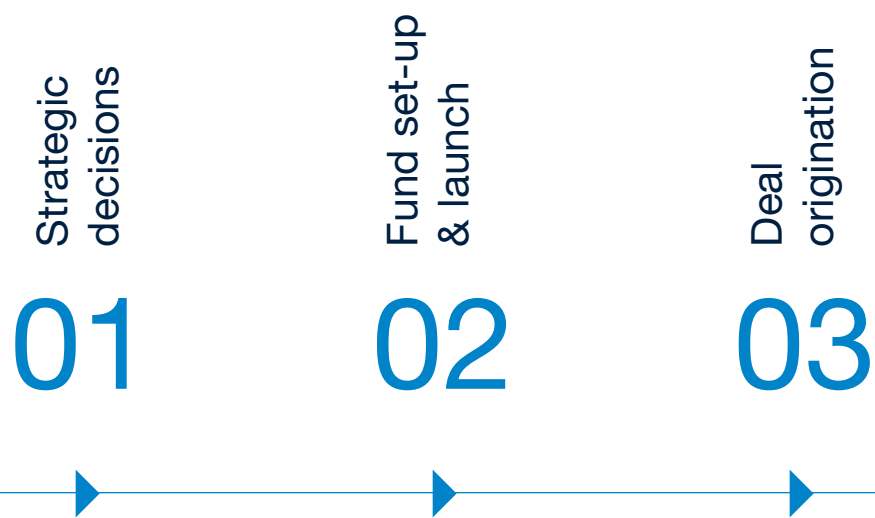 Strategic
decisions
01
Fund set-up
& launch
02
Deal
origination
03